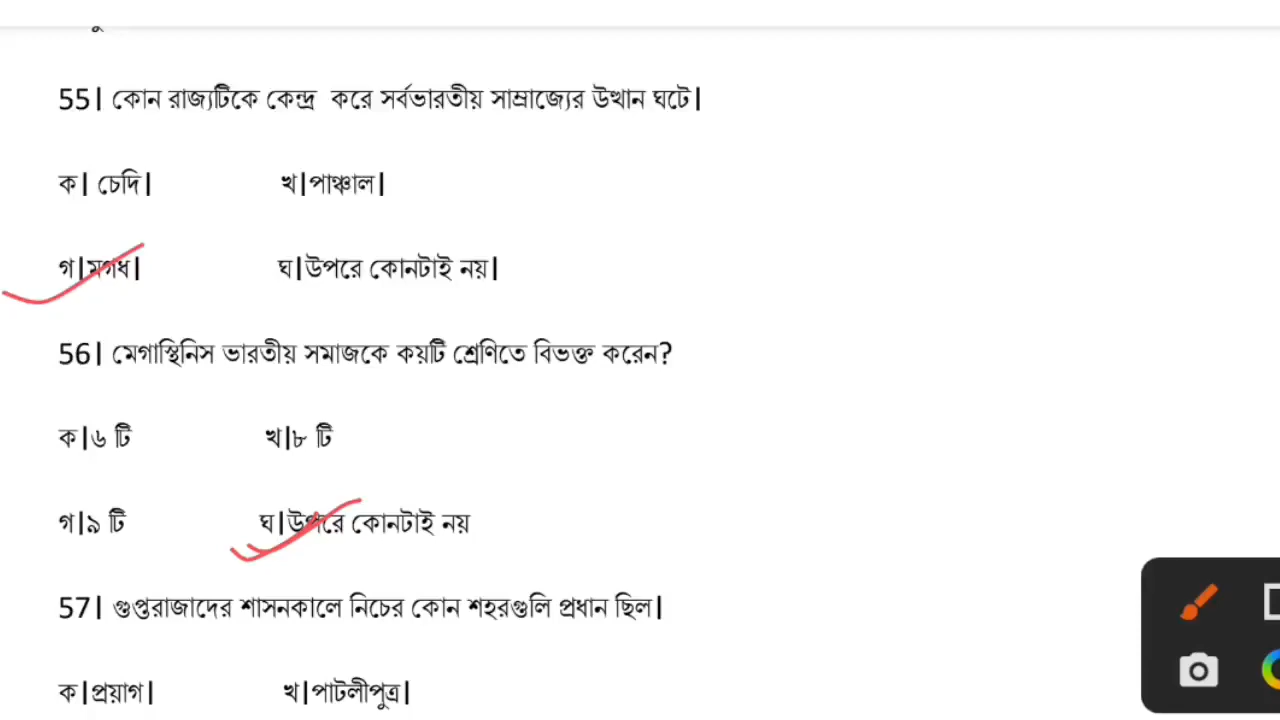 55| কোন রাজ্যটিকে কেন্দ্র করে সর্বভারতীয় সাম্রাজ্যের উত্থান ঘটে|
ক| চেদি| খ|পাঞ্চাল|
গ|মগধ| ঘ|উপরে কোনটাই নয়|
56| মেগাস্থিনিস ভারতীয় সমাজকে কয়টি শ্রেণিতে বিভক্ত করেন?
ক|৬ টি খ|৮ টি
গ|৯ টি ঘ|উপরে কোনটাই নয়
57| গুপ্তরাজাদের শাসনকালে নিচের কোন শহরগুলি প্রধান ছিল|
ক|প্রয়াগ| খ|পাটলীপুত্র|